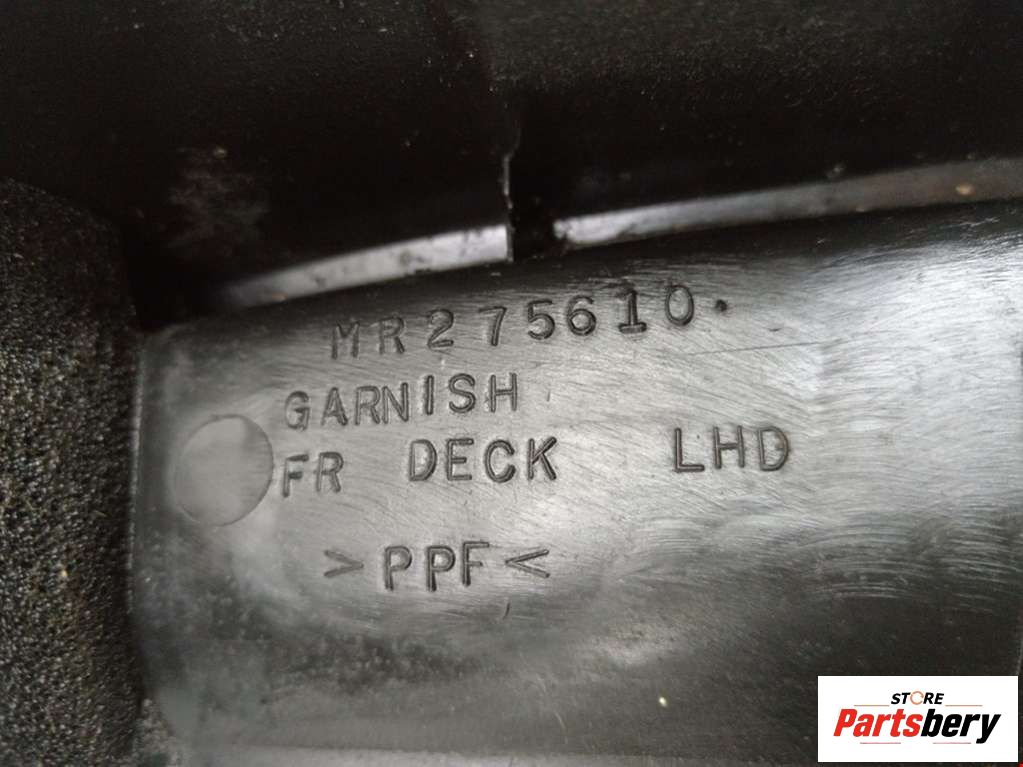 MR275610.
GARNISH
FR DECK LHD
>PPF<
STORE
Partsbery